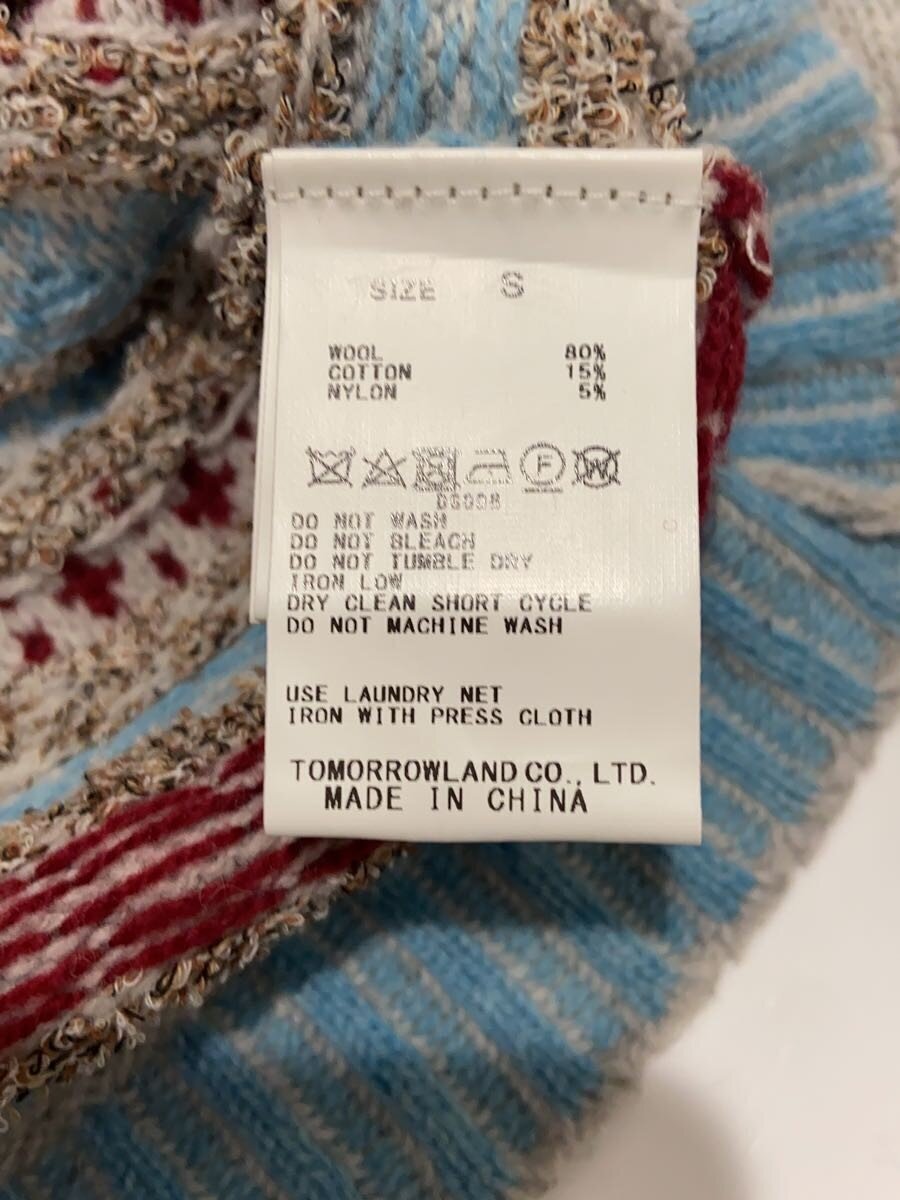 SIZE S
WOOL 80%
COTTON 15%
NYLON 5%
F W
DO NOT WASH
DO NOT BLEACH
DO NOT TUMBLE DRY
IRON LOW
DRY CLEAN SHORT CYCLE
DO NOT MACHINE WASH
USE LAUNDRY NET
IRON WITH PRESS CLOTH
TOMORROWLAND CO., LTD.
MADE IN CHINA